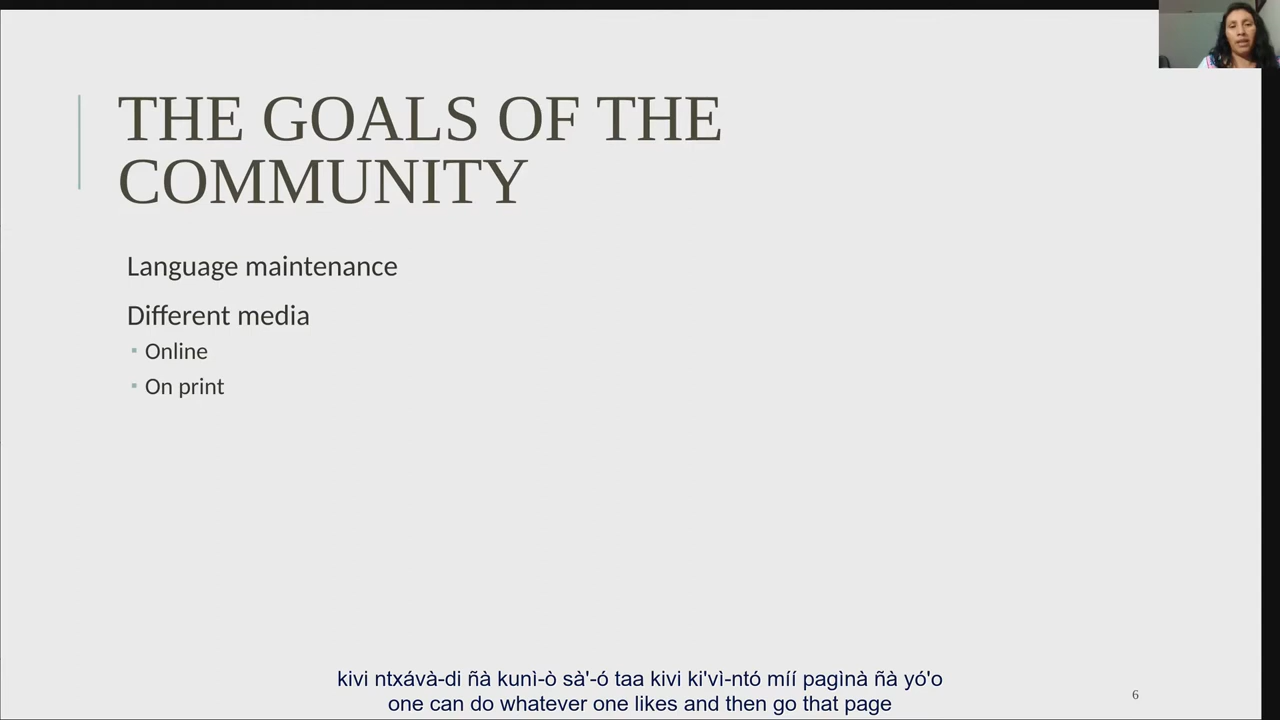 THE GOALS OF THE
COMMUNITY
Language maintenance
Different media
▪ Online
▪ On print
kivi ntxávà-di ñà kunì-ò sà'-ó taa kivi ki'vì-ntó míí pagìnà ñà yó'o
one can do whatever one likes and then go that page
6